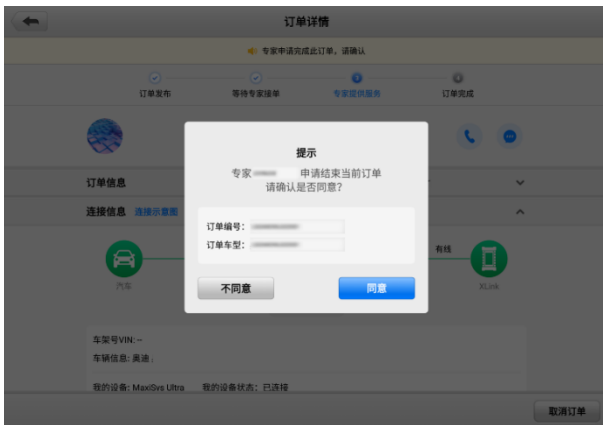 订单详情
专家申请完成此订单，请确认
订单发布
等待专家接单
专家提供服务
订单完成
提示
专家 申请结束当前订单
请确认是否同意？
订单信息
连接信息 连接示意图
订单编号：
订单车型：
有线
汽车
XLink
不同意
同意
车架号VIN:--
车辆信息: 奥迪
我的设备: MaxiSys Ultra 我的设备状态: 已连接
取消订单